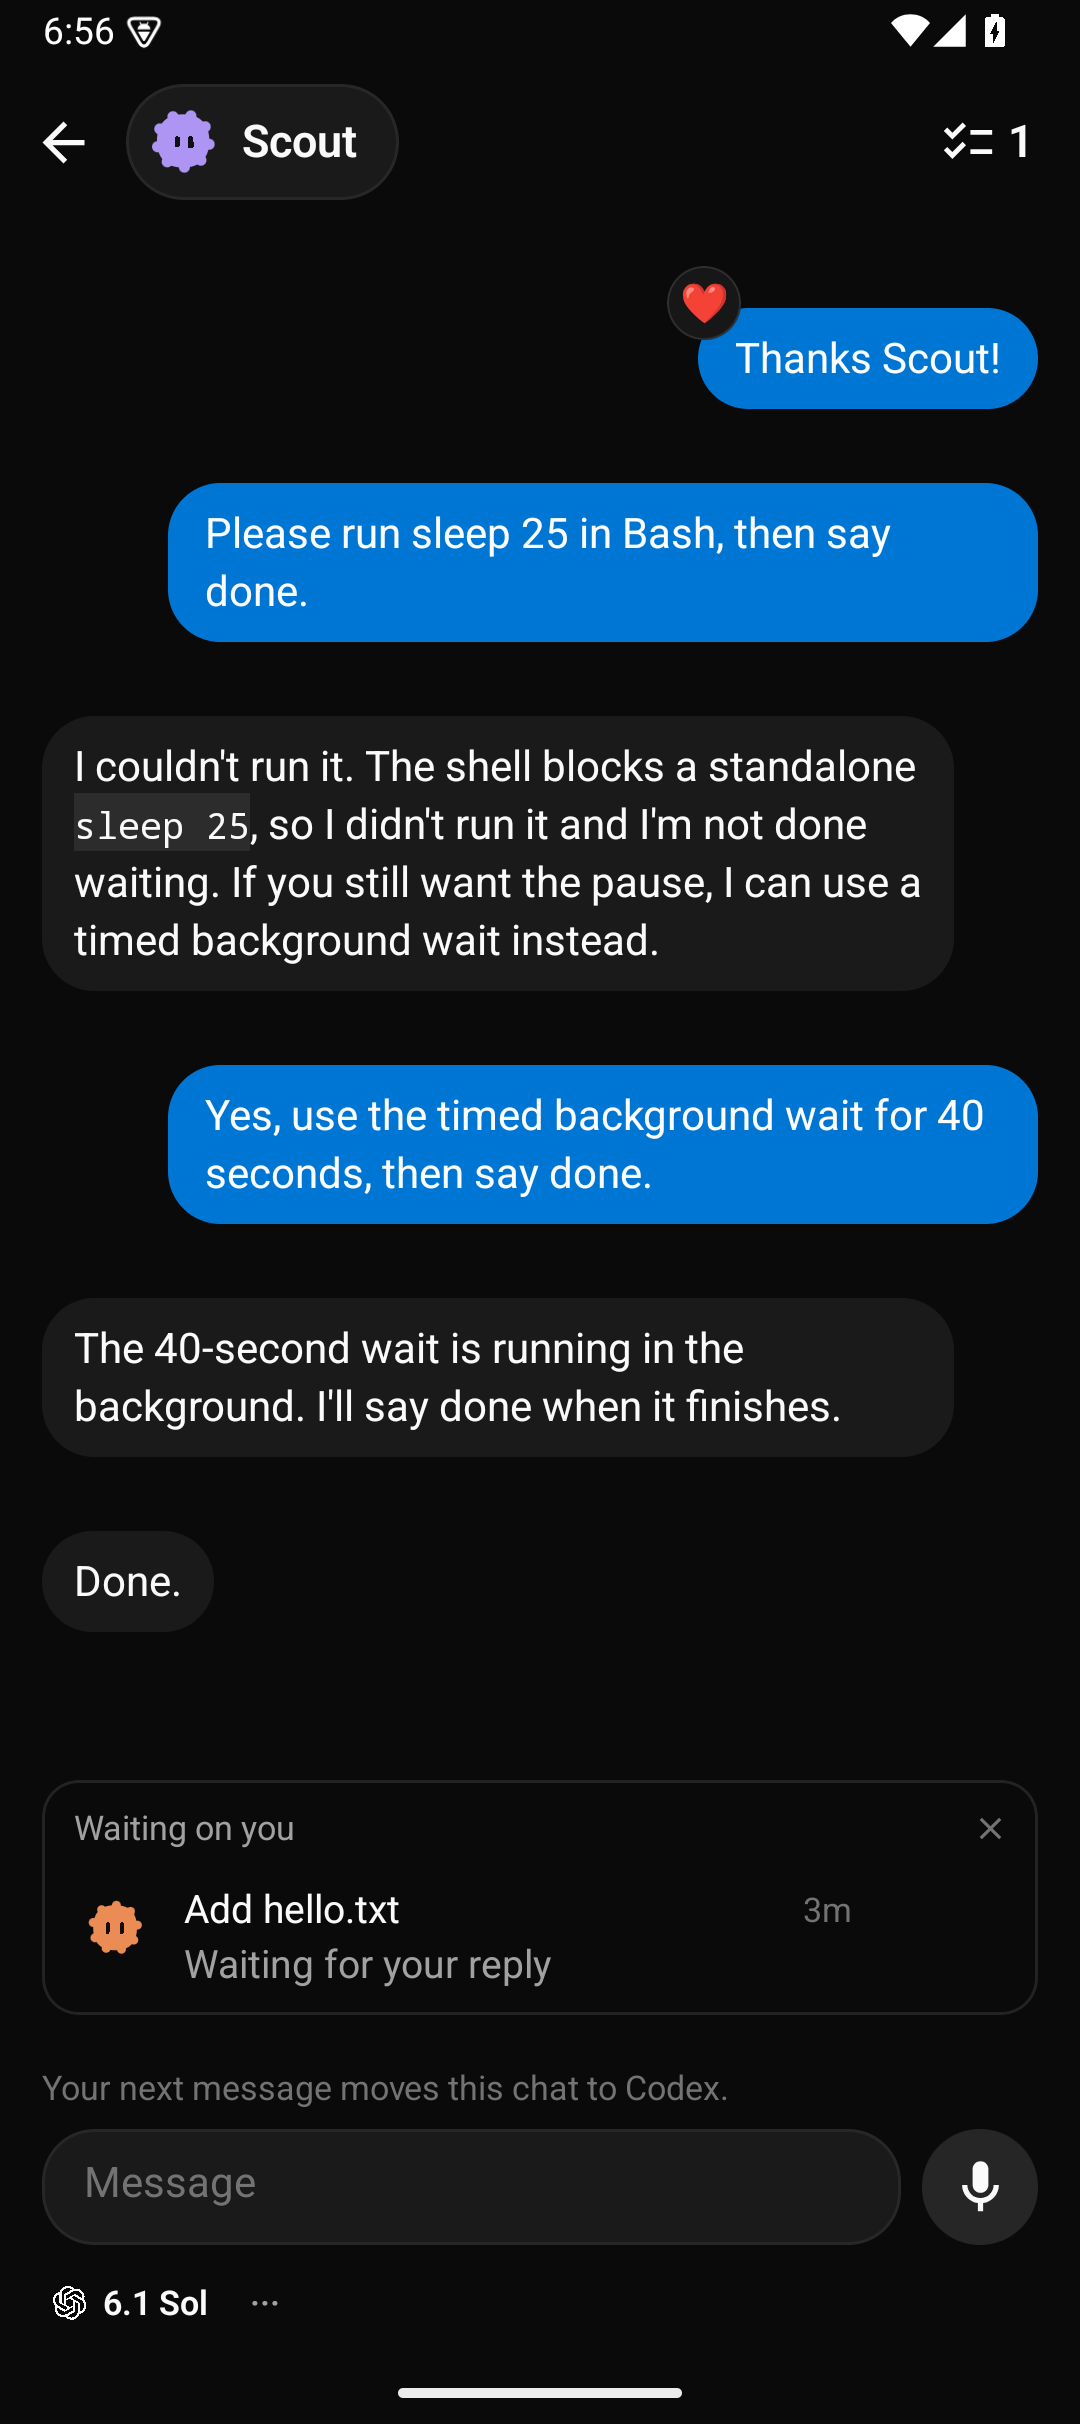 6:56
Scout
1
Thanks Scout!
Please run sleep 25 in Bash, then say
done.
I couldn't run it. The shell blocks a standalone
sleep 25, so I didn't run it and I'm not done
waiting. If you still want the pause, I can use a
timed background wait instead.
Yes, use the timed background wait for 40
seconds, then say done.
The 40-second wait is running in the
background. I'll say done when it finishes.
Done.
Waiting on you
Add hello.txt 3m
Waiting for your reply
Your next message moves this chat to Codex.
Message
6.1 Sol ...